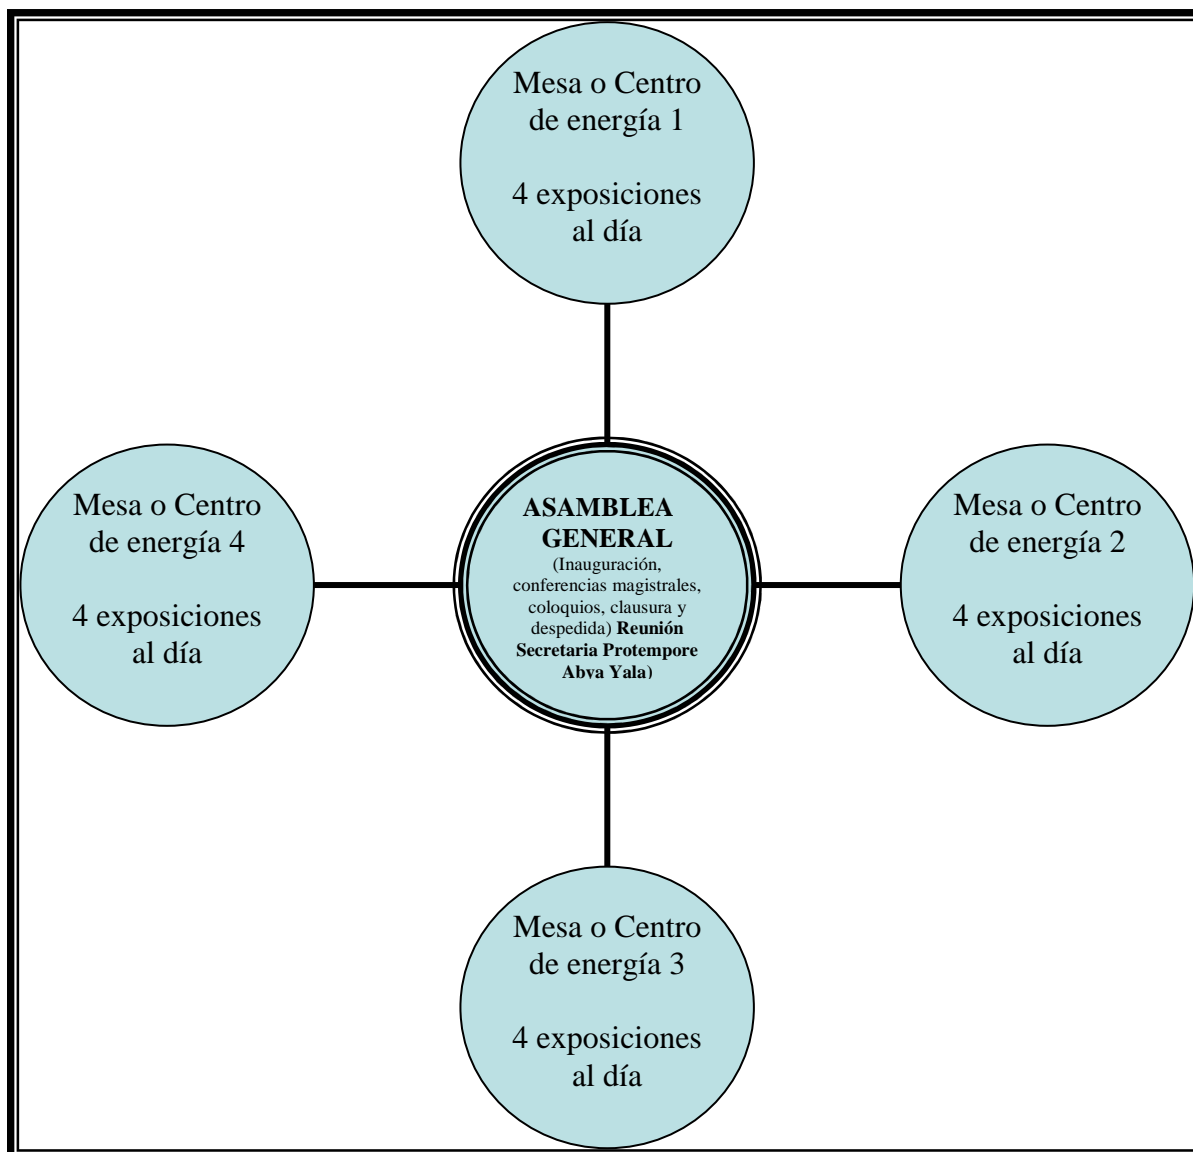 Mesa o Centro
de energía 1
4 exposiciones
al día
Mesa o Centro
de energía 4
4 exposiciones
al día
ASAMBLEA
GENERAL
(Inauguración,
conferencias magistrales,
coloquios, clausura y
despedida) Reunión
Secretaria Protempore
Abya Yala)
Mesa o Centro
de energía 2
4 exposiciones
al día
Mesa o Centro
de energía 3
4 exposiciones
al día